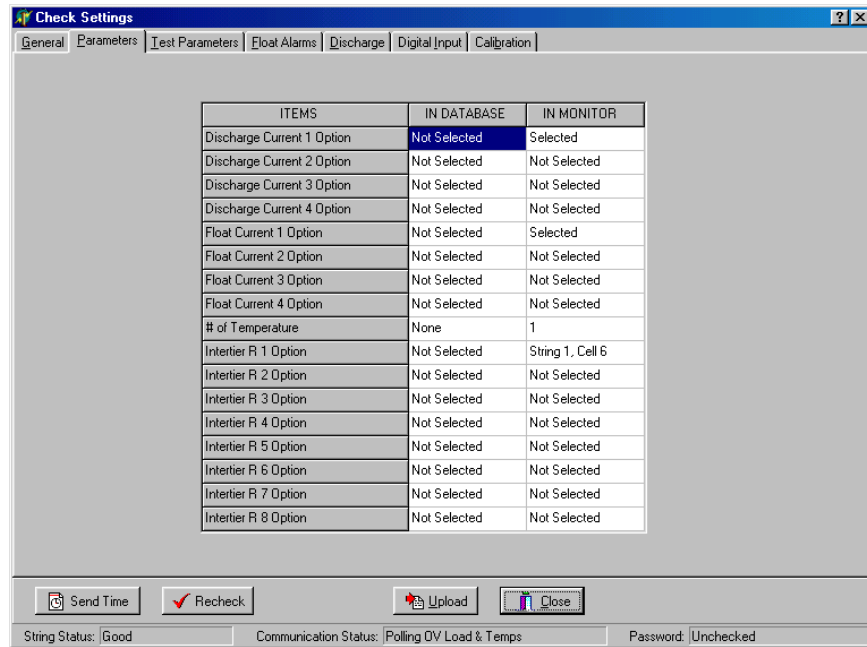 Check Settings
General Parameters Test Parameters Float Alarms Discharge Digital Input Calibration
ITEMS IN DATABASE IN MONITOR
Discharge Current 1 Option Not Selected Selected
Discharge Current 2 Option Not Selected Not Selected
Discharge Current 3 Option Not Selected Not Selected
Discharge Current 4 Option Not Selected Not Selected
Float Current 1 Option Not Selected Selected
Float Current 2 Option Not Selected Not Selected
Float Current 3 Option Not Selected Not Selected
Float Current 4 Option Not Selected Not Selected
# of Temperature None 1
Intertier R 1 Option Not Selected String 1, Cell 6
Intertier R 2 Option Not Selected Not Selected
Intertier R 3 Option Not Selected Not Selected
Intertier R 4 Option Not Selected Not Selected
Intertier R 5 Option Not Selected Not Selected
Intertier R 6 Option Not Selected Not Selected
Intertier R 7 Option Not Selected Not Selected
Intertier R 8 Option Not Selected Not Selected
Send Time Recheck Upload Close
String Status: Good Communication Status: Polling OV Load & Temps Password: Unchecked